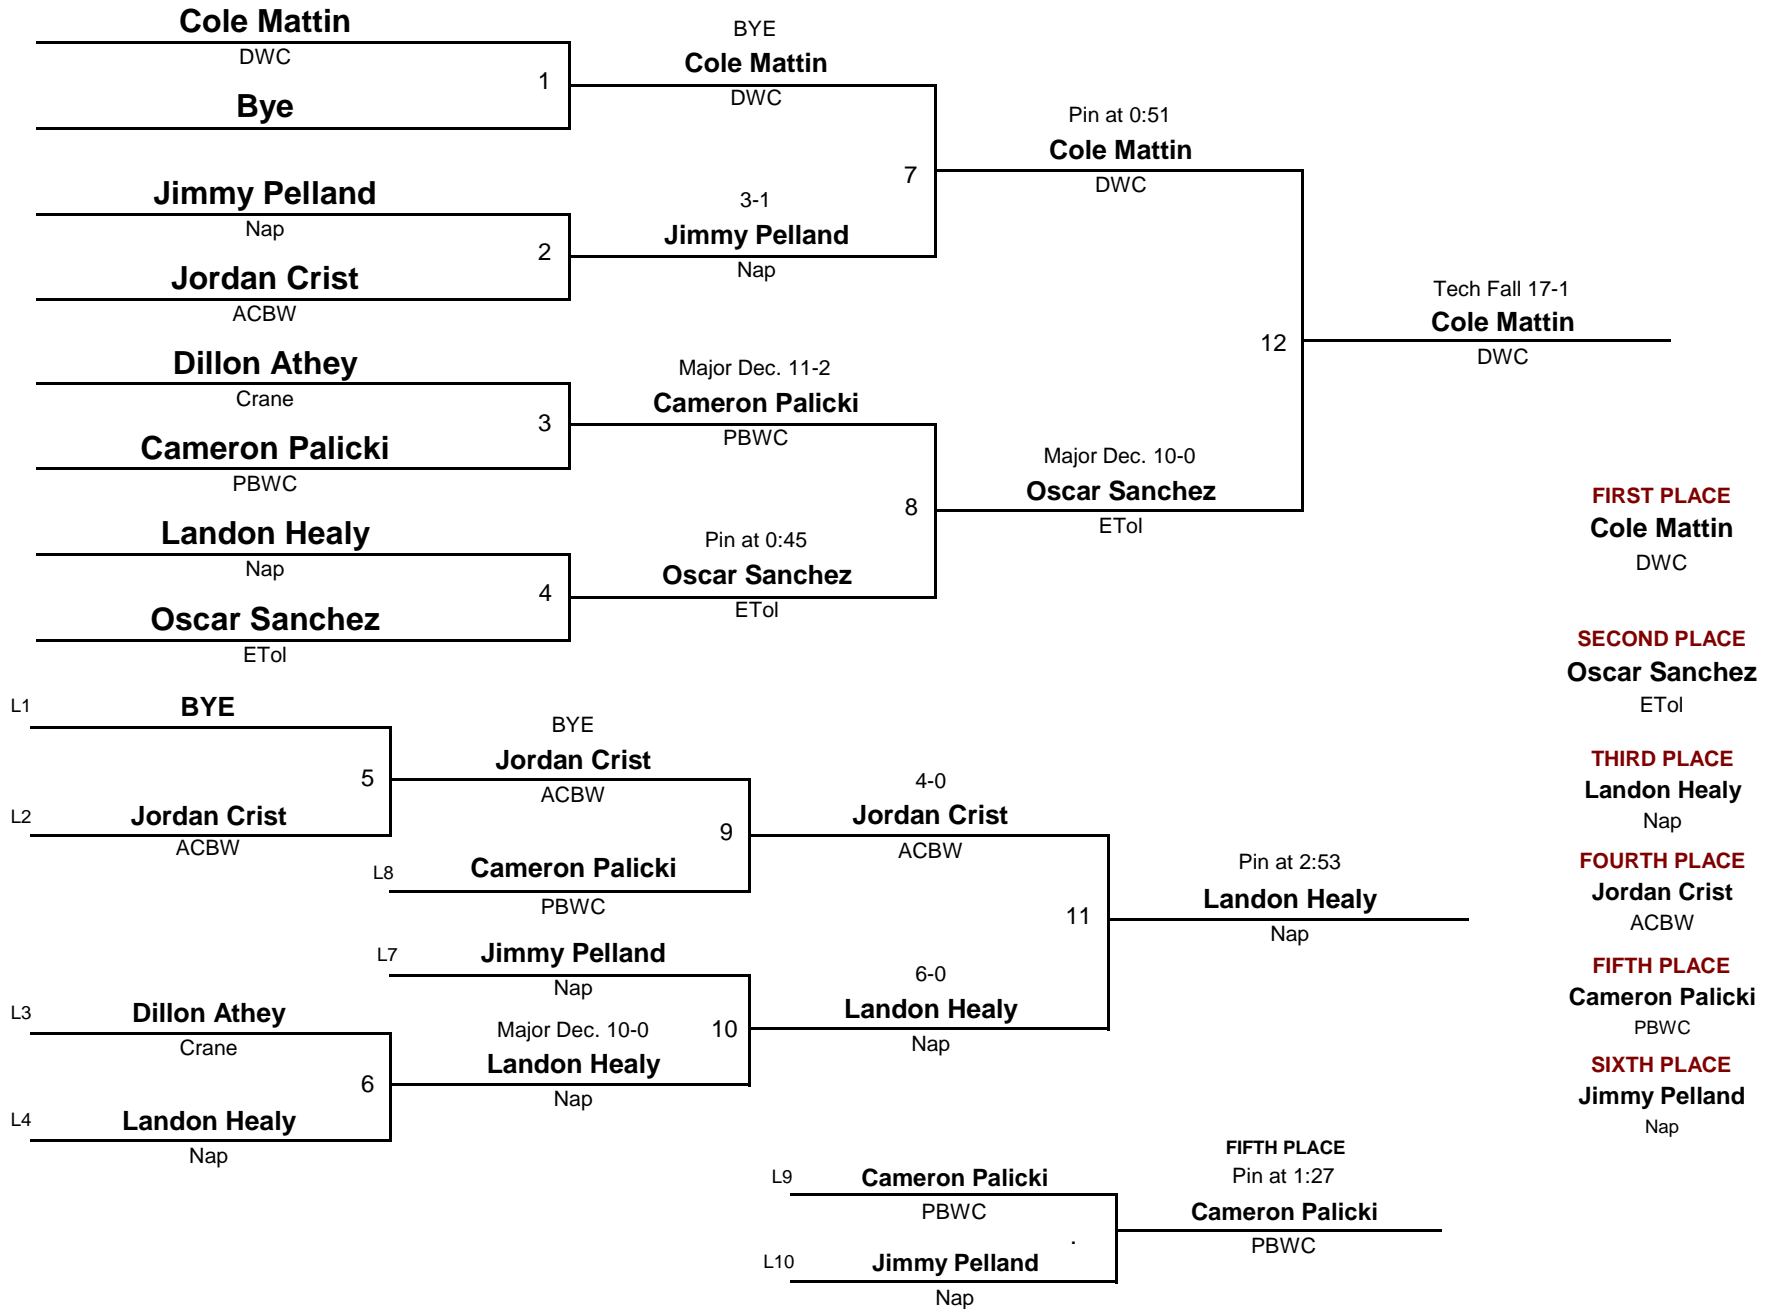 Cole Mattin
DWC
1
Bye
BYE
Cole Mattin
DWC
Jimmy Pelland
Nap
2
Jordan Crist
ACBW
3-1
Jimmy Pelland
Nap
7
Pin at 0:51
Cole Mattin
DWC
Dillon Athey
Crane
3
Cameron Palicki
PBWC
Major Dec. 11-2
Cameron Palicki
PBWC
Landon Healy
Nap
4
Oscar Sanchez
ETol
Pin at 0:45
Oscar Sanchez
ETol
8
Major Dec. 10-0
Oscar Sanchez
ETol
12
Tech Fall 17-1
Cole Mattin
DWC
FIRST PLACE
Cole Mattin
DWC
SECOND PLACE
Oscar Sanchez
ETol
THIRD PLACE
Landon Healy
Nap
FOURTH PLACE
Jordan Crist
ACBW
FIFTH PLACE
Cameron Palicki
PBWC
SIXTH PLACE
Jimmy Pelland
Nap
L1 BYE
5
L2 Jordan Crist
ACBW
BYE
Jordan Crist
ACBW
9
L8 Cameron Palicki
PBWC
4-0
Jordan Crist
ACBW
L7 Jimmy Pelland
Nap
L3 Dillon Athey
Crane
6
L4 Landon Healy
Nap
Major Dec. 10-0
Landon Healy
Nap
10
6-0
Landon Healy
Nap
11
Pin at 2:53
Landon Healy
Nap
L9 Cameron Palicki
PBWC
.
L10 Jimmy Pelland
Nap
FIFTH PLACE
Pin at 1:27
Cameron Palicki
PBWC